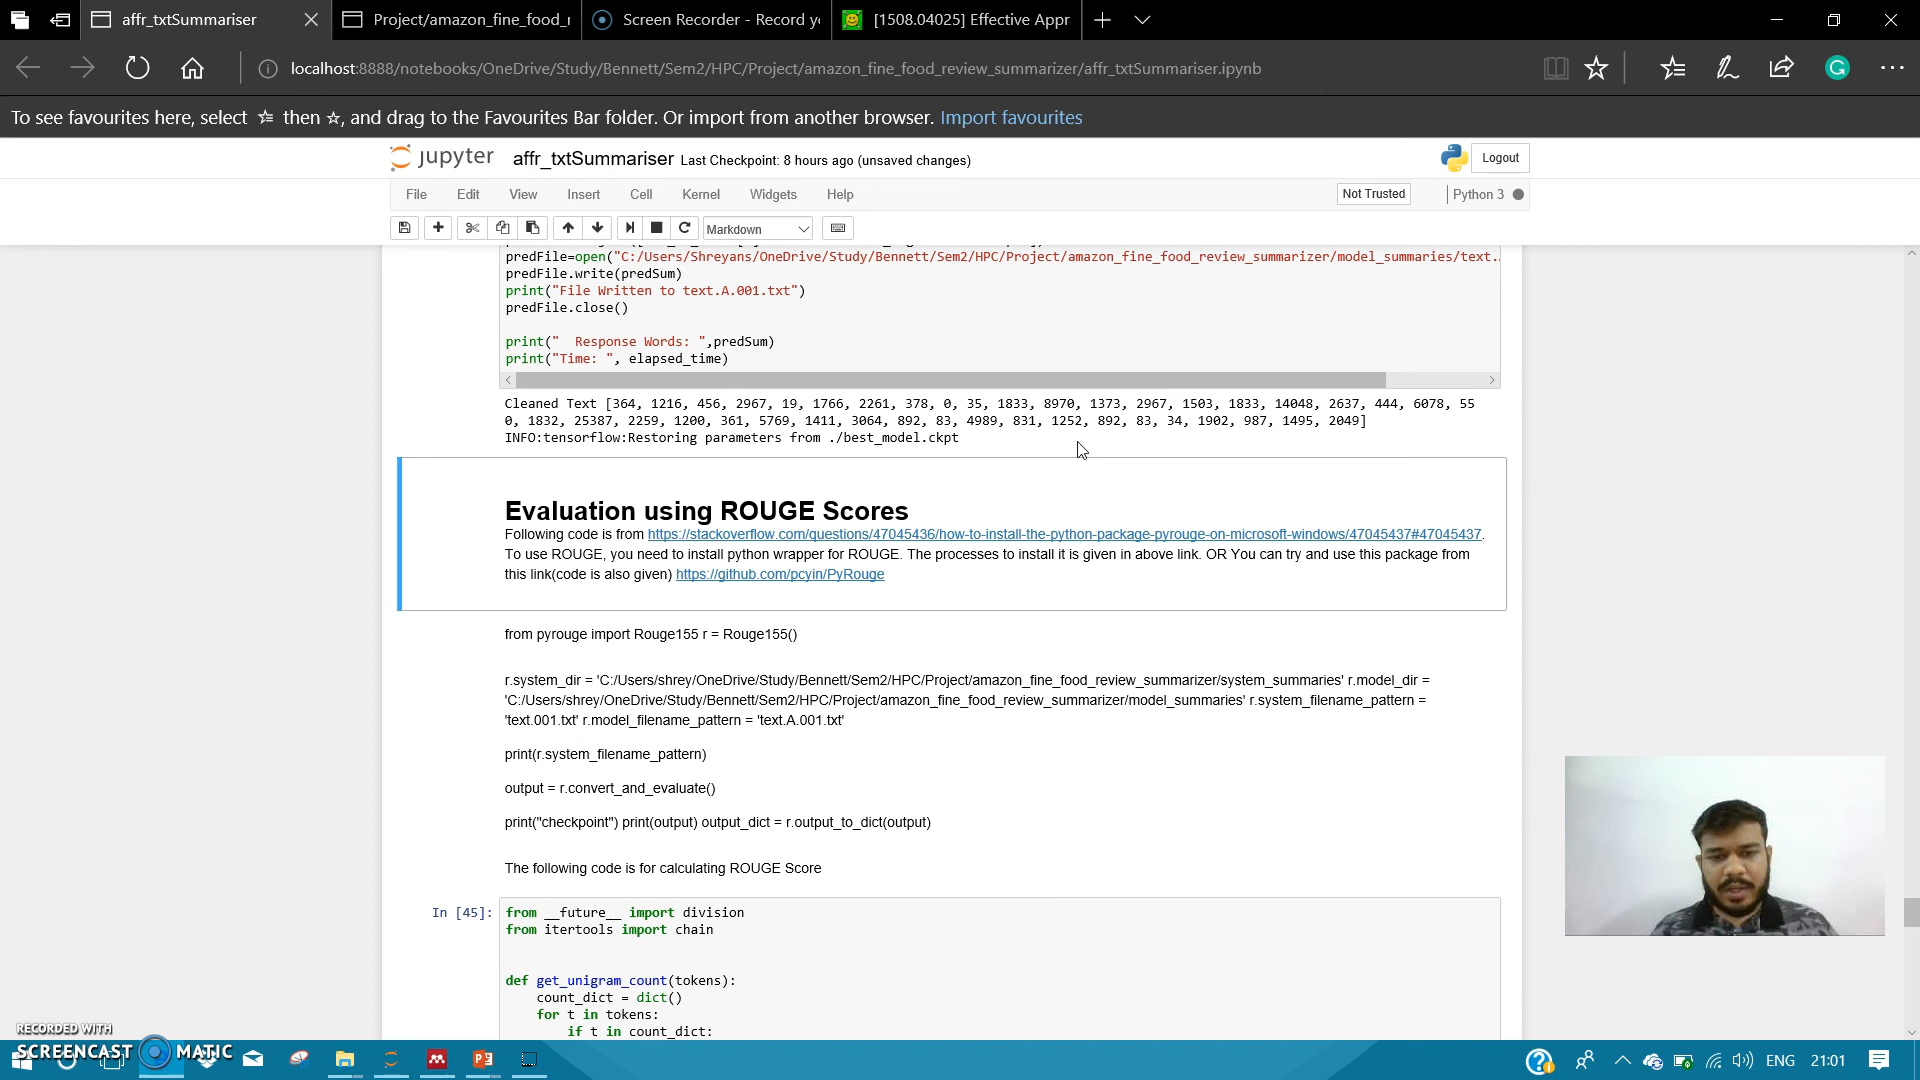 affr_txtSummariser
Project/amazon_fine_food_r
Screen Recorder - Record yo
[1508.04025] Effective Appr
localhost:8888/notebooks/OneDrive/Study/Bennett/Sem2/HPC/Project/amazon_fine_food_review_summarizer/affr_txtSummariser.ipynb
To see favourites here, select then , and drag to the Favourites Bar folder. Or import from another browser. Import favourites
jupyter affr_txtSummariser Last Checkpoint: 8 hours ago (unsaved changes)
Logout
File Edit View Insert Cell Kernel Widgets Help
Not Trusted
Python 3
Markdown
predFile=open("C:/Users/Shreyans/OneDrive/Study/Bennett/Sem2/HPC/Project/amazon_fine_food_review_summarizer/model_summaries/text.
predFile.write(predSum)
print("File Written to text.A.001.txt")
predFile.close()
print("  Response Words: ",predSum)
print("Time: ", elapsed_time)
Cleaned Text [364, 1216, 456, 2967, 19, 1766, 2261, 378, 0, 35, 1833, 8970, 1373, 2967, 1503, 1833, 14048, 2637, 444, 6078, 55
0, 1832, 25387, 2259, 1200, 361, 5769, 1411, 3064, 892, 83, 4989, 831, 1252, 892, 83, 34, 1902, 987, 1495, 2049]
INFO:tensorflow:Restoring parameters from ./best_model.ckpt
Evaluation using ROUGE Scores
Following code is from https://stackoverflow.com/questions/47045436/how-to-install-the-python-package-pyrouge-on-microsoft-windows/47045437#47045437.
To use ROUGE, you need to install python wrapper for ROUGE. The processes to install it is given in above link. OR You can try and use this package from
this link(code is also given) https://github.com/pcyin/PyRouge
from pyrouge import Rouge155 r = Rouge155()
r.system_dir = 'C:/Users/shrey/OneDrive/Study/Bennett/Sem2/HPC/Project/amazon_fine_food_review_summarizer/system_summaries' r.model_dir =
'C:/Users/shrey/OneDrive/Study/Bennett/Sem2/HPC/Project/amazon_fine_food_review_summarizer/model_summaries' r.system_filename_pattern =
'text.001.txt' r.model_filename_pattern = 'text.A.001.txt'
print(r.system_filename_pattern)
output = r.convert_and_evaluate()
print("checkpoint") print(output) output_dict = r.output_to_dict(output)
The following code is for calculating ROUGE Score
In [45]:
from __future__ import division
from itertools import chain
def get_unigram_count(tokens):
count_dict = dict()
for t in tokens:
if t in count_dict:
RECORDED WITH
SCREENCAST MATIC
ENG 21:01